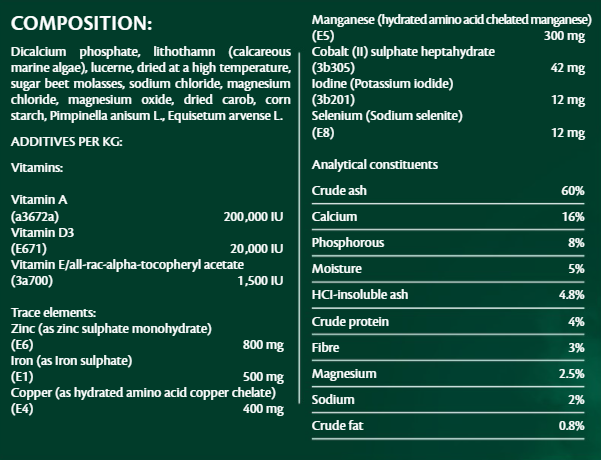 COMPOSITION:
Dicalcium phosphate, lithothamn (calcareous
marine algae), lucerne, dried at a high temperature,
sugar beet molasses, sodium chloride, magnesium
chloride, magnesium oxide, dried carob, corn
starch, Pimpinella anisum L., Equisetum arvense L.
ADDITIVES PER KG:
Vitamins:
Vitamin A
(a3672a) 200,000 IU
Vitamin D3
(E671) 20,000 IU
Vitamin E/all-rac-alpha-tocopheryl acetate
(3a700) 1,500 IU
Trace elements:
Zinc (as zinc sulphate monohydrate)
(E6) 800 mg
Iron (as Iron sulphate)
(E1) 500 mg
Copper (as hydrated amino acid copper chelate)
(E4) 400 mg
Manganese (hydrated amino acid chelated manganese)
(E5) 300 mg
Cobalt (II) sulphate heptahydrate
(3b305) 42 mg
Iodine (Potassium iodide)
(3b201) 12 mg
Selenium (Sodium selenite)
(E8) 12 mg
Analytical constituents
Crude ash 60%
Calcium 16%
Phosphorous 8%
Moisture 5%
HCI-insoluble ash 4.8%
Crude protein 4%
Fibre 3%
Magnesium 2.5%
Sodium 2%
Crude fat 0.8%